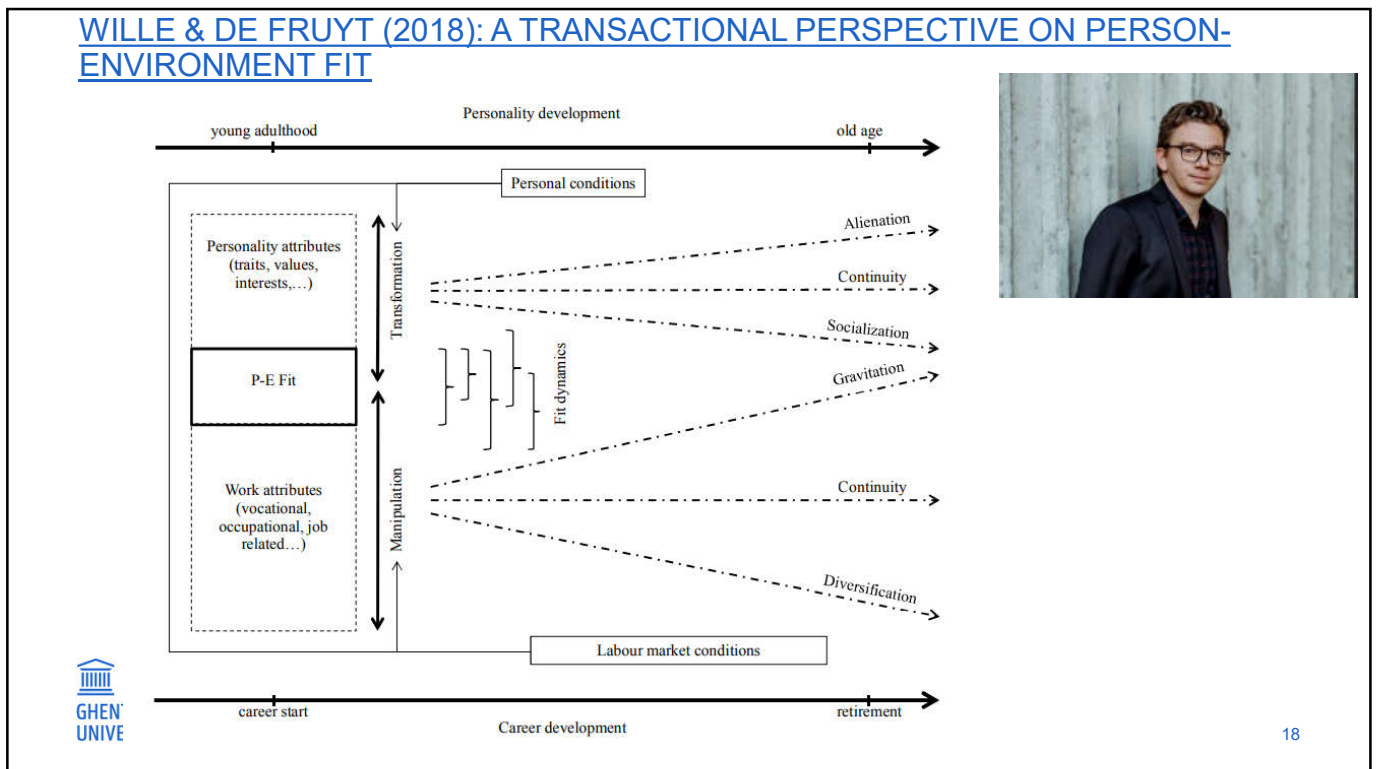 WILLE & DE FRUYT (2018): A TRANSACTIONAL PERSPECTIVE ON PERSON-
ENVIRONMENT FIT
Personality development
young adulthood
old age
Personal conditions
Personality attributes
(traits, values,
interests,…)
Transformation
Alienation
Continuity
Socialization
P-E Fit
Fit dynamics
Gravitation
Work attributes
(vocational,
occupational, job
related…)
Manipulation
Continuity
Diversification
Labour market conditions
career start
retirement
Career development
GHENT
UNIVE
18